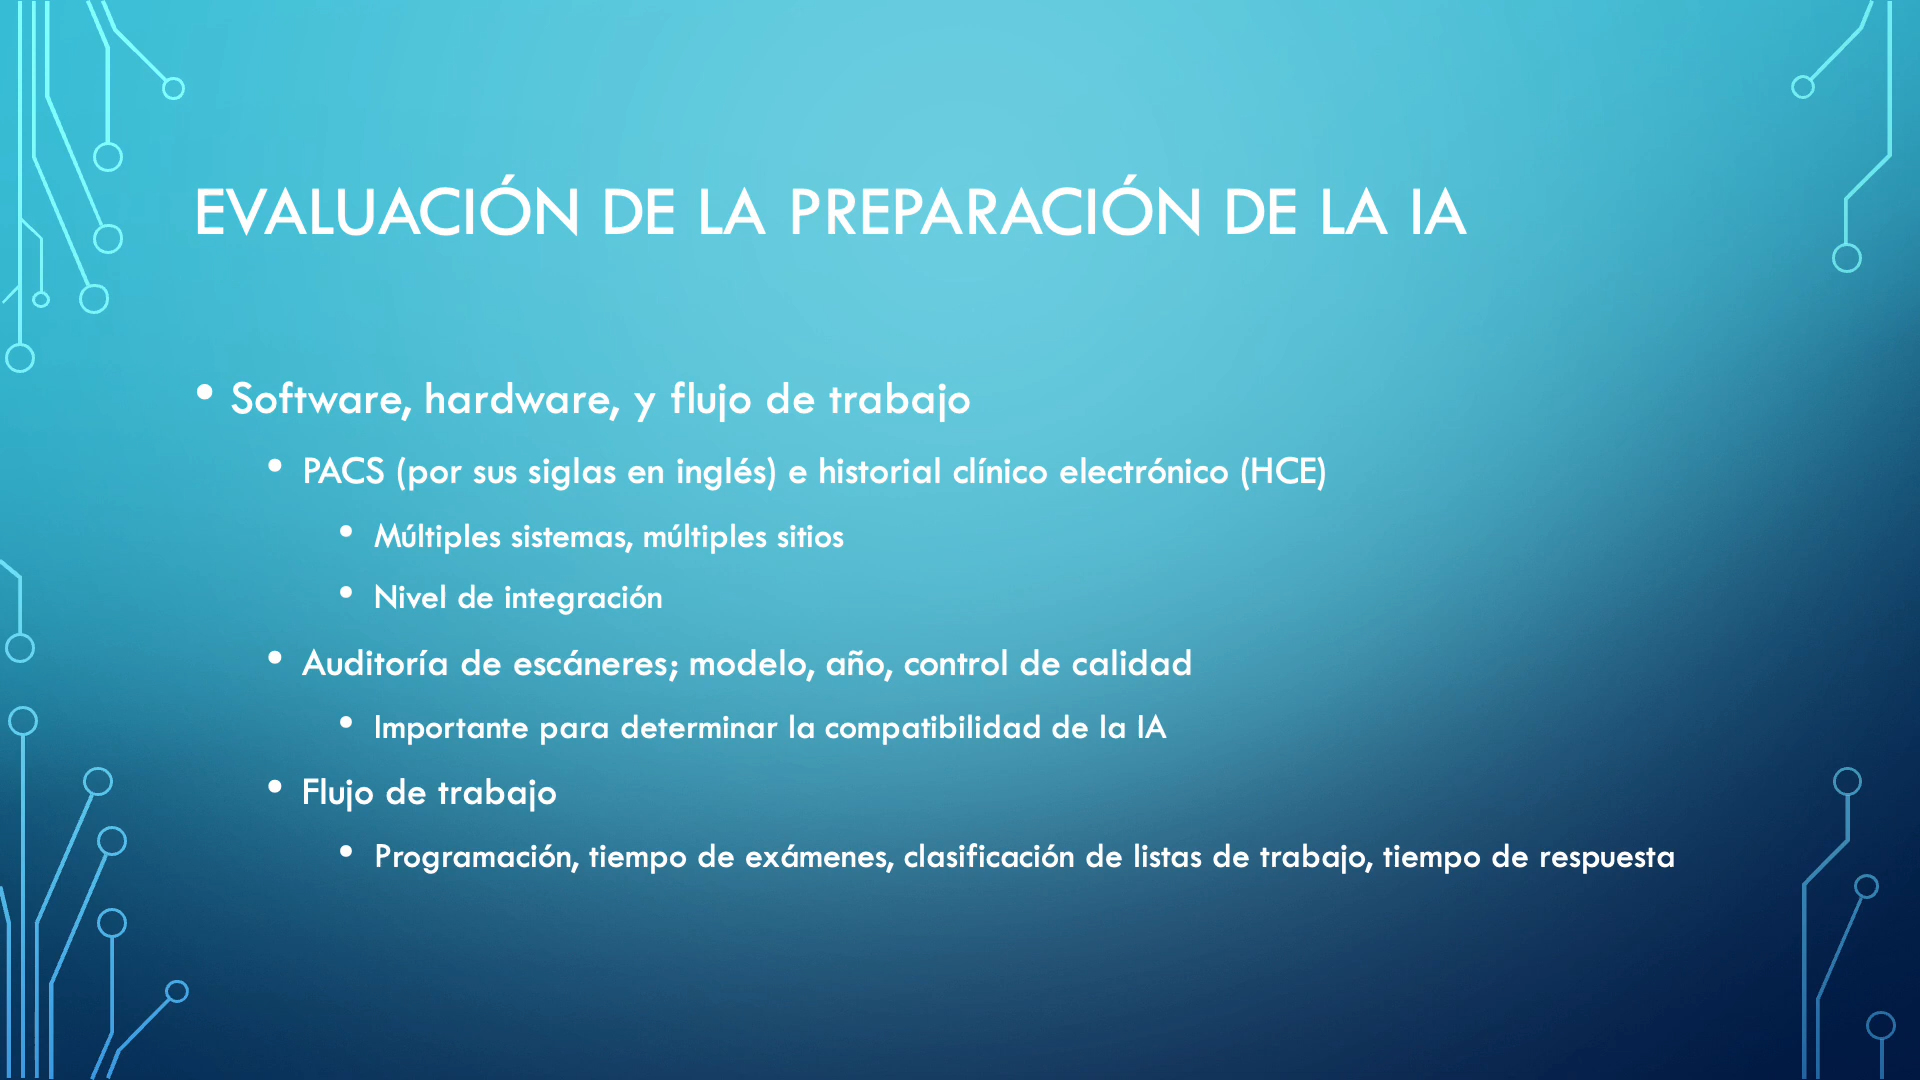 EVALUACIÓN DE LA PREPARACIÓN DE LA IA
• Software, hardware, y flujo de trabajo
• PACS (por sus siglas en inglés) e historial clínico electrónico (HCE)
• Múltiples sistemas, múltiples sitios
• Nivel de integración
• Auditoría de escáneres; modelo, año, control de calidad
• Importante para determinar la compatibilidad de la IA
• Flujo de trabajo
• Programación, tiempo de exámenes, clasificación de listas de trabajo, tiempo de respuesta